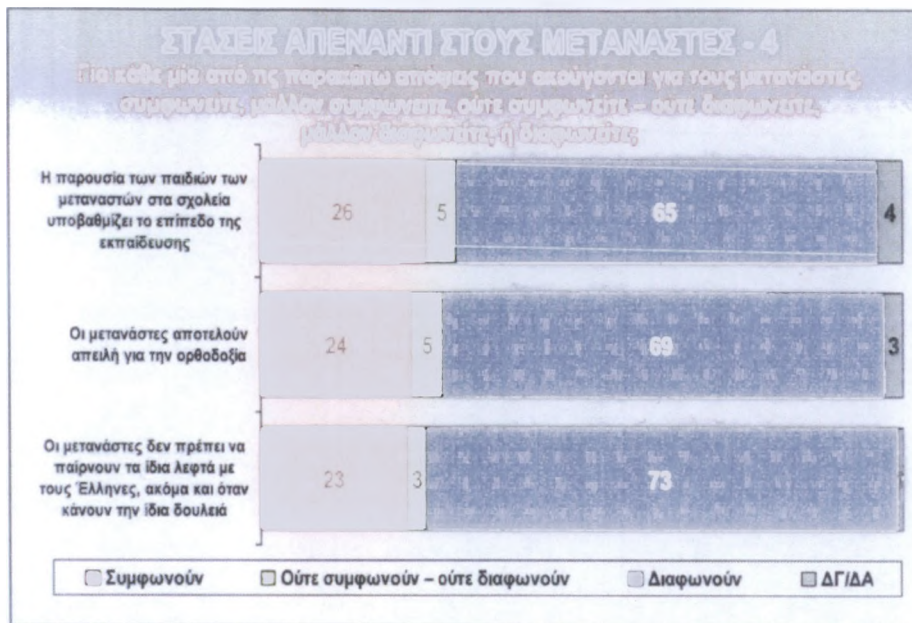 ΣΤΑΣΕΙΣ ΑΠΕΝΑΝΤΙ ΣΤΟΥΣ ΜΕΤΑΝΑΣΤΕΣ - 4
Για κάθε μία από τις παρακάτω απόψεις που ακούγονται για τους μετανάστες,
συμφωνείτε, μάλλον συμφωνείτε, ούτε συμφωνείτε – ούτε διαφωνείτε,
μάλλον διαφωνείτε, ή διαφωνείτε;
Η παρουσία των παιδιών των
μεταναστών στα σχολεία
υποβαθμίζει το επίπεδο της
εκπαίδευσης
26 5 65 4
Οι μετανάστες αποτελούν
απειλή για την ορθοδοξία
24 5 69 3
Οι μετανάστες δεν πρέπει να
παίρνουν τα ίδια λεφτά με
τους Έλληνες, ακόμα και όταν
κάνουν την ίδια δουλειά
23 3 73
Συμφωνούν Ούτε συμφωνούν – ούτε διαφωνούν Διαφωνούν ΔΓ/ΔΑ